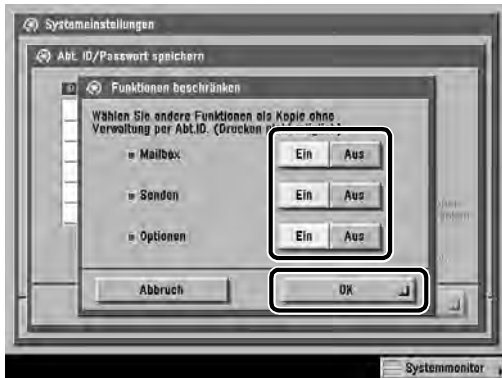 Systemeinstellungen
Abt. ID/Passwort speichern
Funktionen beschränken
Wählen Sie andere Funktionen als Kopie ohne
Verwaltung per Abt.ID. (Drucken
Mailbox
Ein Aus
Senden
Ein Aus
Optionen
Ein Aus
Abbruch
OK
Systemmonitor